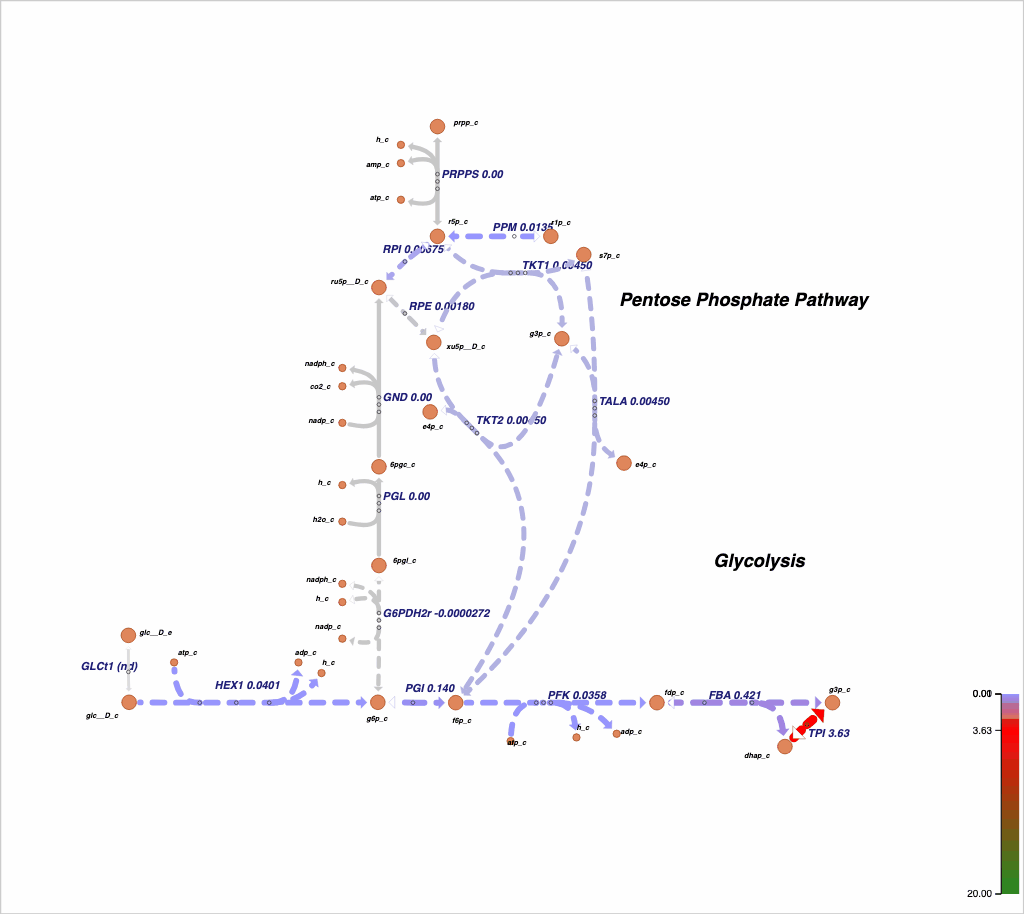 prpp_c
h_c
amp_c
PRPPS 0.00
atp_c
r5p_c
r1p_c
PPM 0.0135
RPI 0.00675
s7p_c
TKT1 0.00450
ru5p__D_c
Pentose Phosphate Pathway
RPE 0.00180
g3p_c
xu5p__D_c
nadph_c
co2_c
GND 0.00
TALA 0.00450
nadp_c
TKT2 0.00450
e4p_c
6pgc_c
e4p_c
h_c
PGL 0.00
h2o_c
6pgl_c
Glycolysis
nadph_c
h_c
G6PDH2r -0.0000272
nadp_c
glc__D_e
atp_c
adp_c
h_c
GLCt1 (nd)
HEX1 0.0401
PGI 0.140
PFK 0.0358
fdp_c
FBA 0.421
g3p_c
glc__D_c
g6p_c
f6p_c
h_c
adp_c
TPI 3.63
atp_c
dhap_c
3.63
20.00